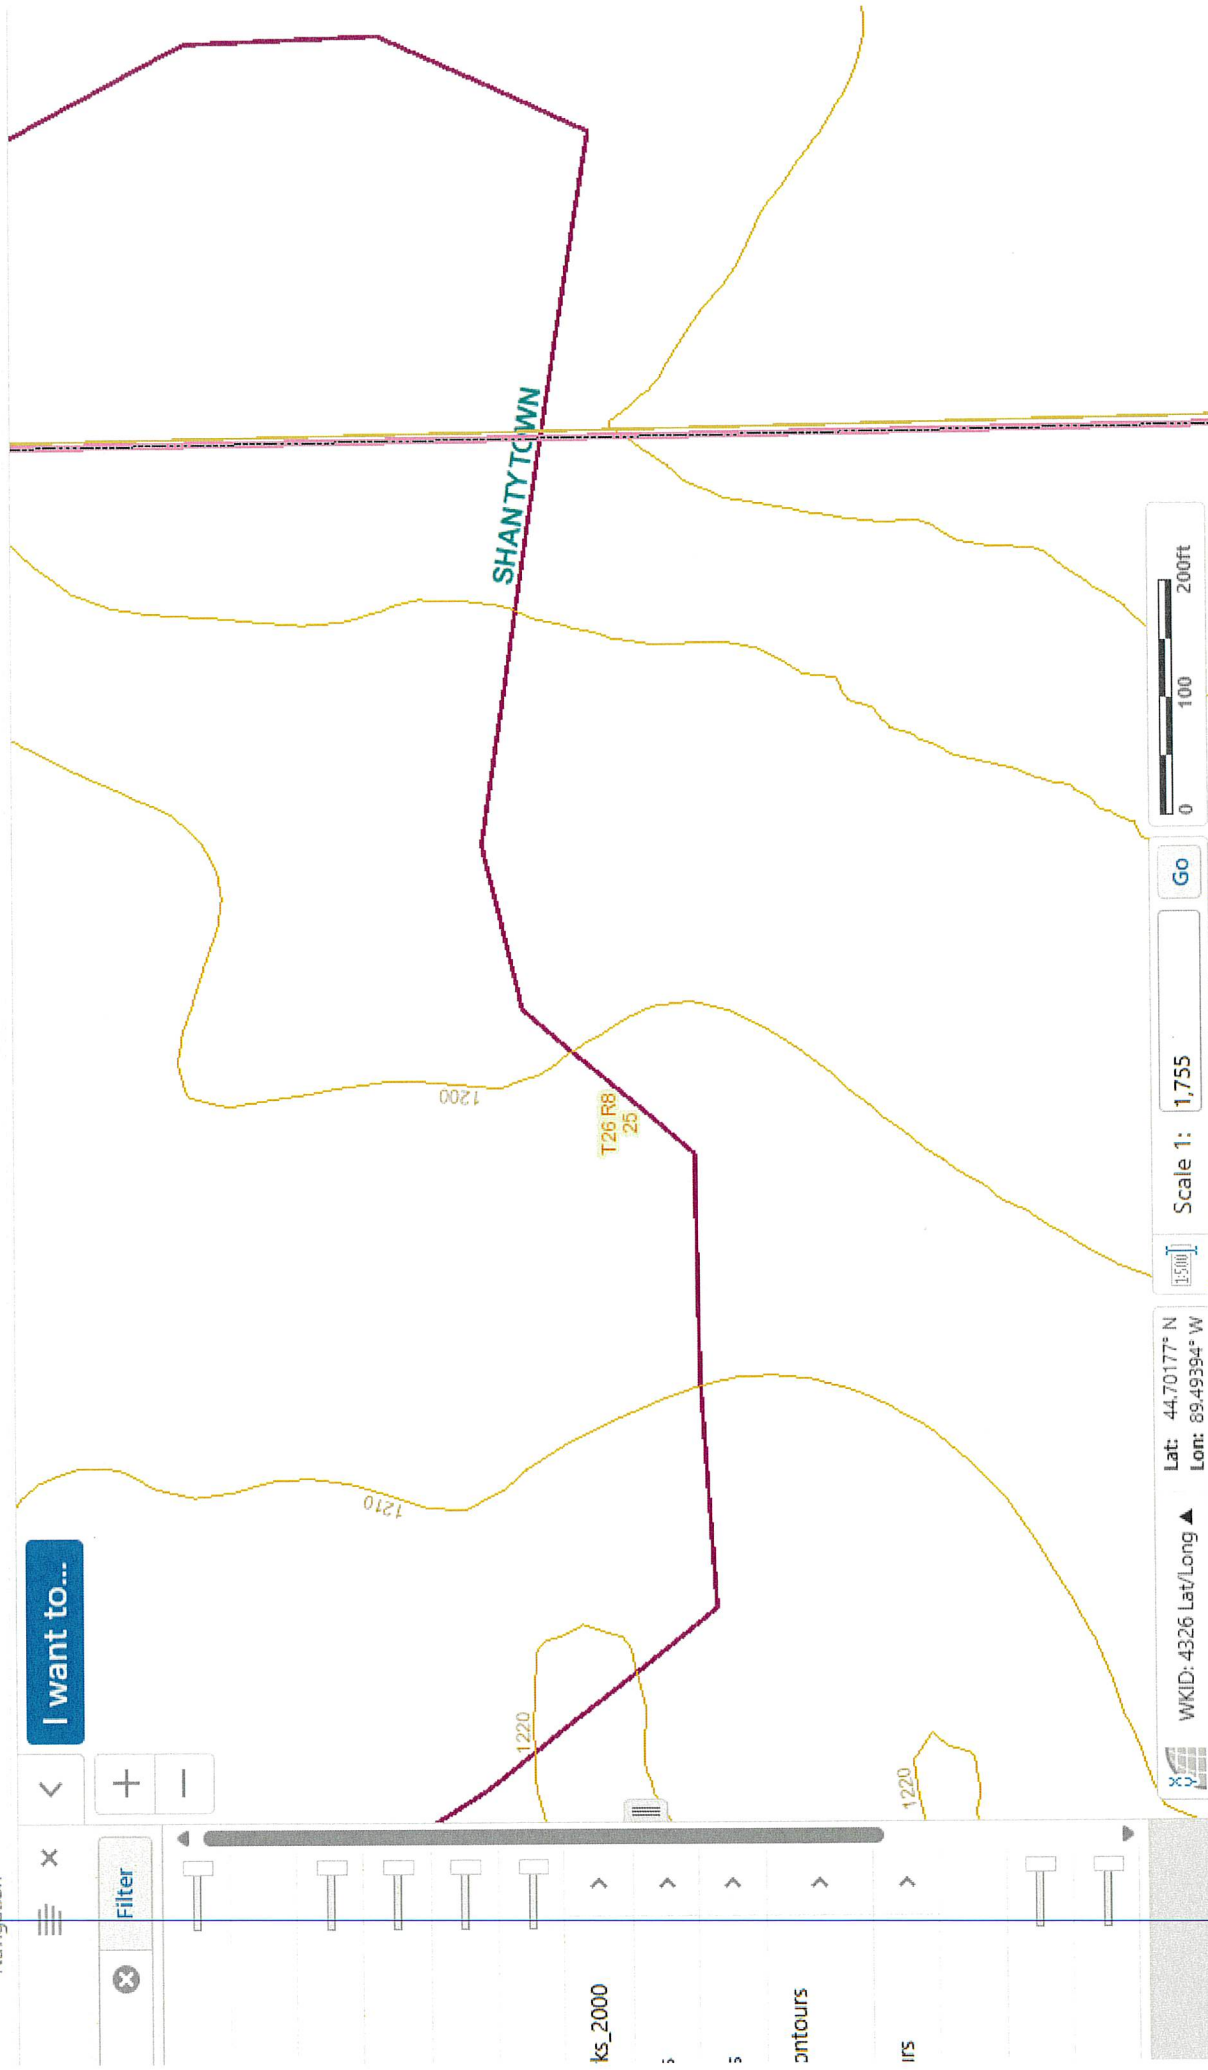 I want to...
Filter
ks_2000
ontours
irs
1220
1220
1210
1200
T26 R8
25
SHANTYTOWN
WKID: 4326 Lat/Long ▲
Lat: 44.70177° N
Lon: 89.49394° W
1:500
Scale 1: 1,755
Go
0 100 200ft